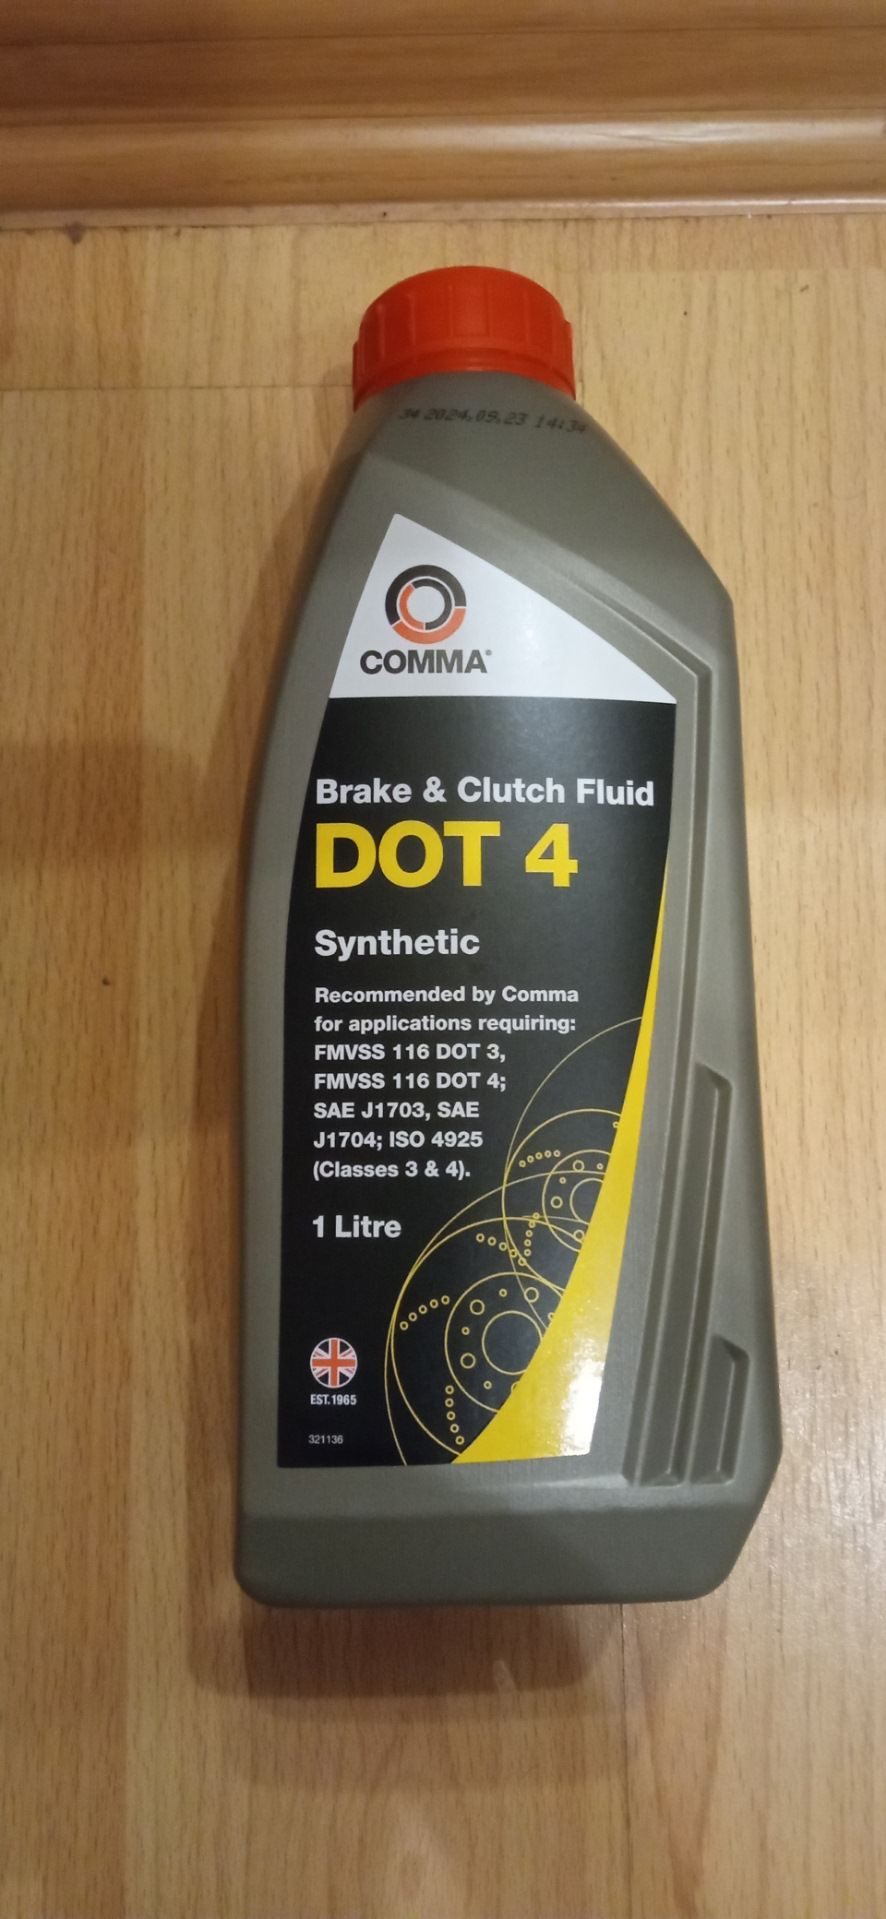 34 2024.09.23 14:34
COMMA®
Brake & Clutch Fluid
DOT 4
Synthetic
Recommended by Comma
for applications requiring:
FMVSS 116 DOT 3,
FMVSS 116 DOT 4;
SAE J1703, SAE
J1704; ISO 4925
(Classes 3 & 4).
1 Litre
EST.1965
321136